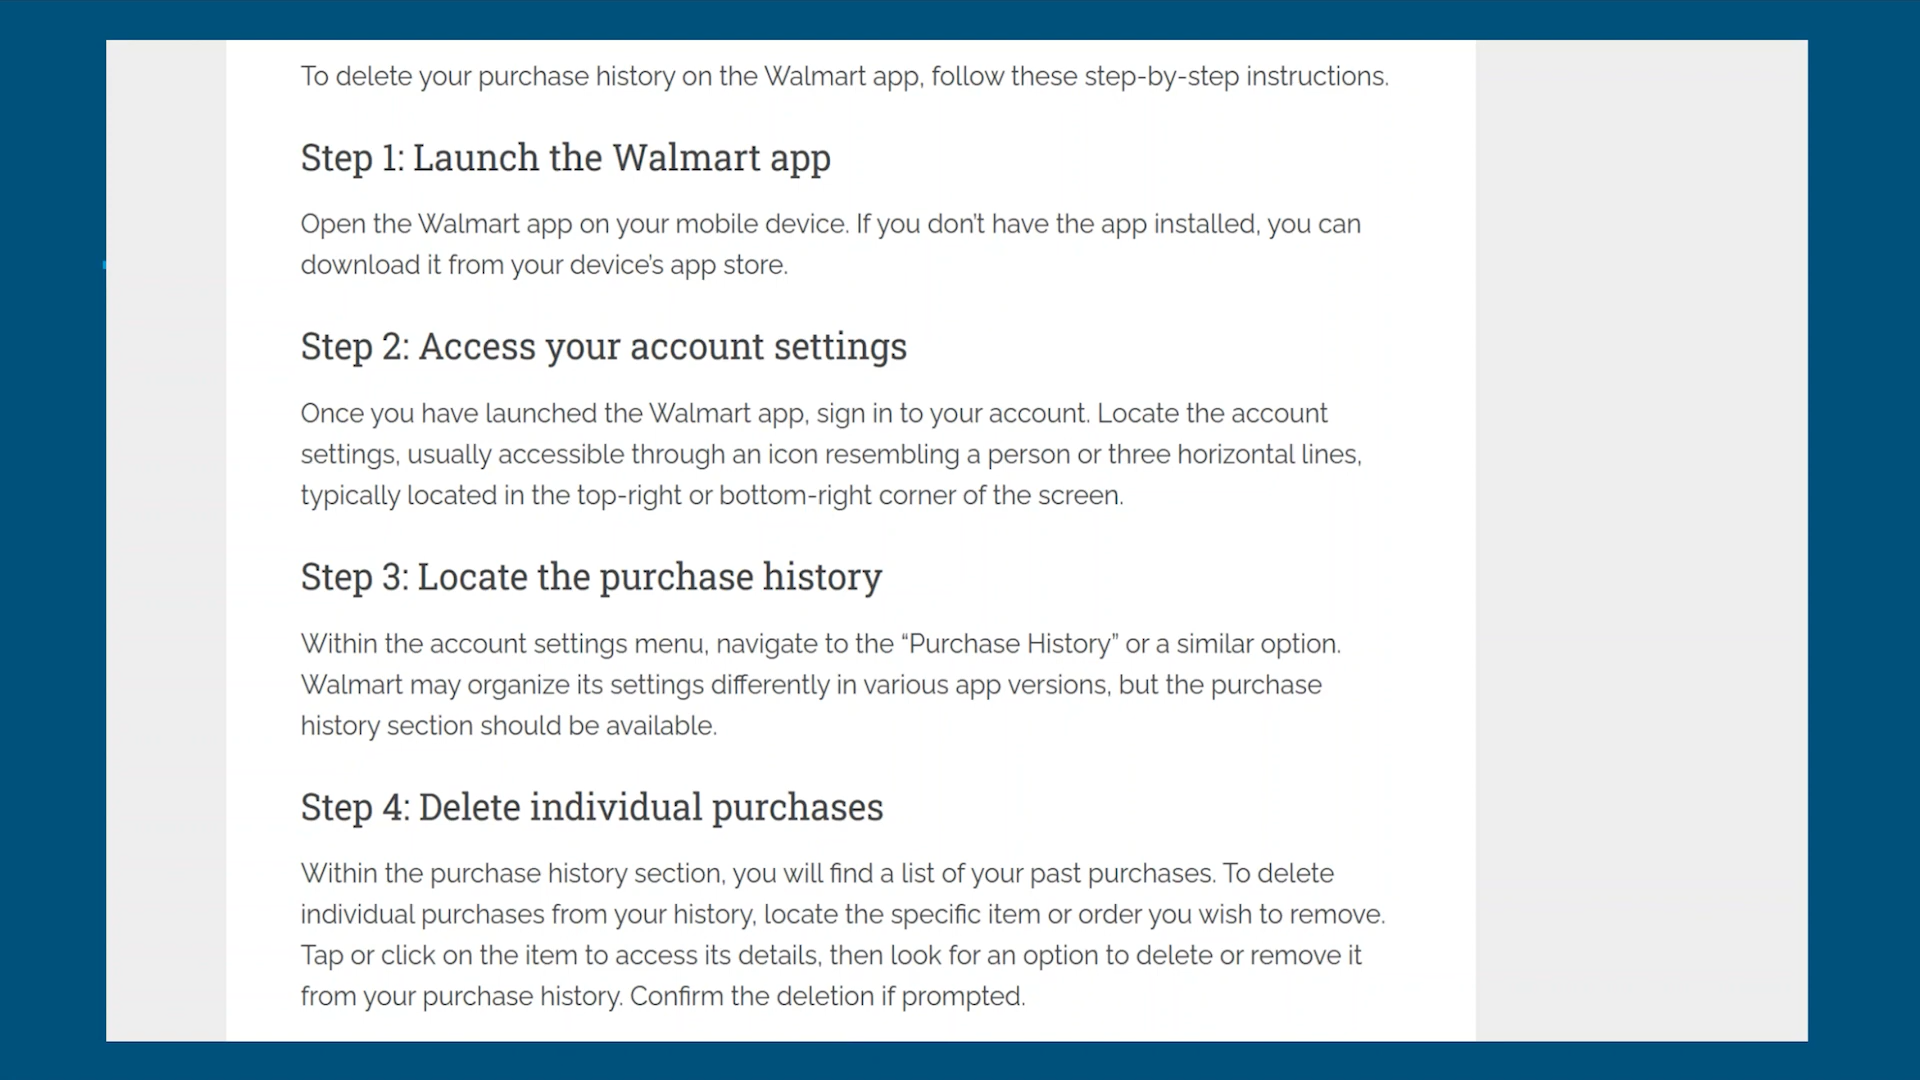 To delete your purchase history on the Walmart app, follow these step-by-step instructions.
Step 1: Launch the Walmart app
Open the Walmart app on your mobile device. If you don’t have the app installed, you can
download it from your device’s app store.
Step 2: Access your account settings
Once you have launched the Walmart app, sign in to your account. Locate the account
settings, usually accessible through an icon resembling a person or three horizontal lines,
typically located in the top-right or bottom-right corner of the screen.
Step 3: Locate the purchase history
Within the account settings menu, navigate to the “Purchase History” or a similar option.
Walmart may organize its settings differently in various app versions, but the purchase
history section should be available.
Step 4: Delete individual purchases
Within the purchase history section, you will find a list of your past purchases. To delete
individual purchases from your history, locate the specific item or order you wish to remove.
Tap or click on the item to access its details, then look for an option to delete or remove it
from your purchase history. Confirm the deletion if prompted.